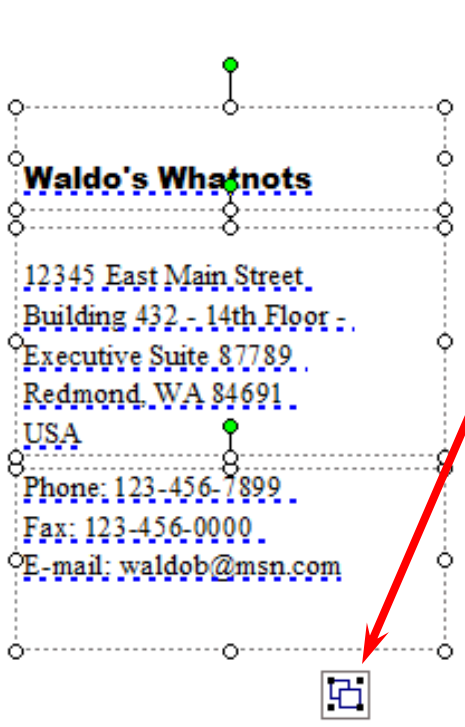 Waldo's Whatnots
12345 East Main Street
Building 432 - 14th Floor -
Executive Suite 87789
Redmond, WA 84691
USA
Phone: 123-456-7899
Fax: 123-456-0000
E-mail: waldob@msn.com